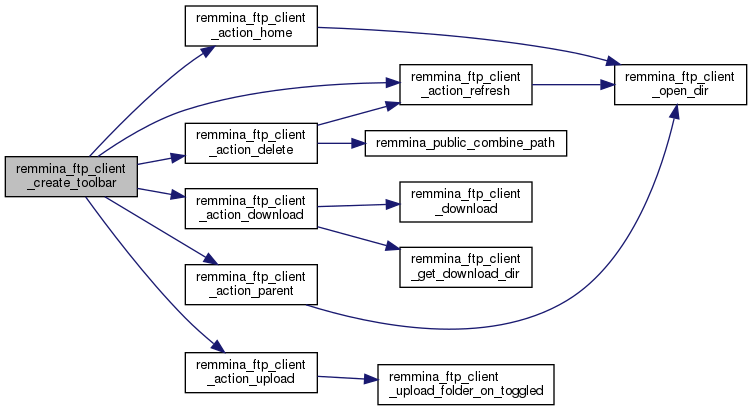 remmina_ftp_client
_action_home
remmina_ftp_client
_action_refresh
remmina_ftp_client
_open_dir
remmina_ftp_client
_action_delete
remmina_public_combine_path
remmina_ftp_client
_create_toolbar
remmina_ftp_client
_action_download
remmina_ftp_client
_download
remmina_ftp_client
_get_download_dir
remmina_ftp_client
_action_parent
remmina_ftp_client
_action_upload
remmina_ftp_client
_upload_folder_on_toggled